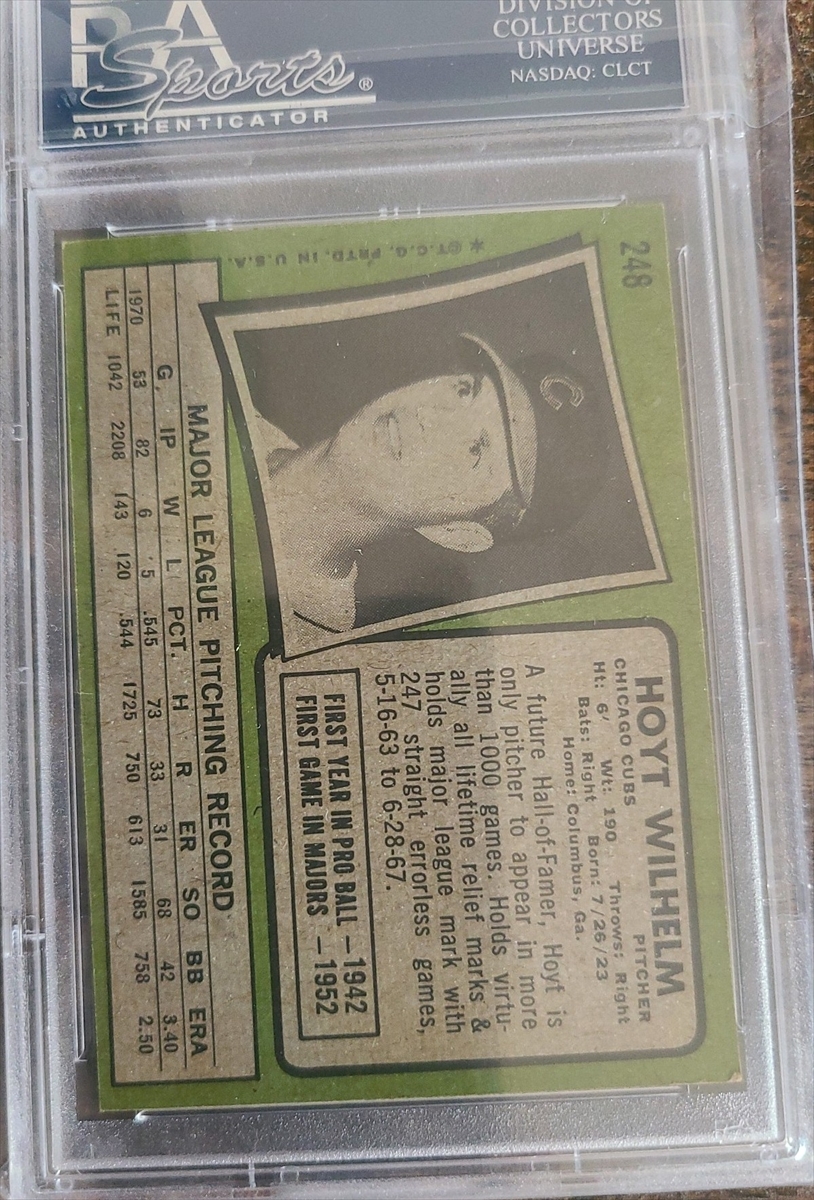 PSA
Sports®
AUTHENTICATOR
DIVISION OF
COLLECTORS
UNIVERSE
NASDAQ: CLCT
248
* ©T.C.G. PRTD. IN U.S.A.
HOYT WILHELM
PITCHER
CHICAGO CUBS
Ht: 6' Wt: 190 Throws: Right
Bats: Right Born: 7/26/23
Home: Columbus, Ga.
A future Hall-of-Famer, Hoyt is
only pitcher to appear in more
than 1000 games. Holds virtu-
ally all lifetime relief marks &
holds major league mark with
247 straight errorless games,
5-16-63 to 6-28-67.
FIRST YEAR IN PRO BALL — 1942
FIRST GAME IN MAJORS — 1952
MAJOR LEAGUE PITCHING RECORD
G IP W L PCT. H R ER SO BB ERA
1970 53 82 6 5 .545 73 33 31 68 42 3.40
LIFE 1042 2208 143 120 .544 1725 750 613 1585 758 2.50